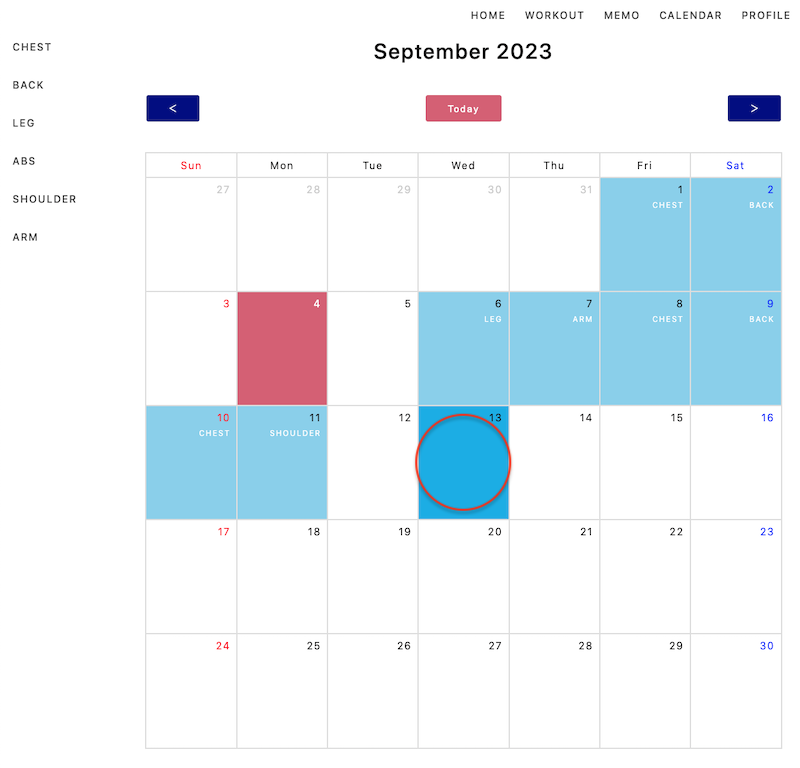 HOME WORKOUT MEMO CALENDAR PROFILE
CHEST
BACK
LEG
ABS
SHOULDER
ARM
September 2023
< Today >
Sun Mon Tue Wed Thu Fri Sat
27 28 29 30 31 1 2
CHEST BACK
3 4 5 6 7 8 9
LEG ARM CHEST BACK
10 11 12 13 14 15 16
CHEST SHOULDER
17 18 19 20 21 22 23
24 25 26 27 28 29 30